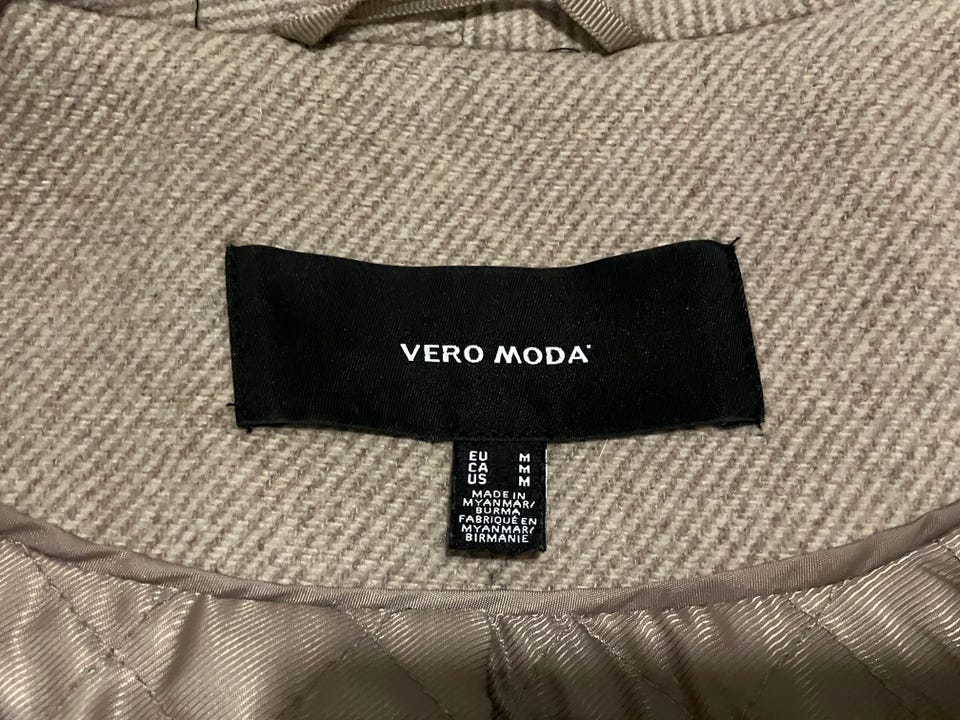 VERO MODA
EU M
CA M
US M
MADE IN
MYANMAR/
BURMA
FABRIQUÉ EN
MYANMAR/
BIRMANIE